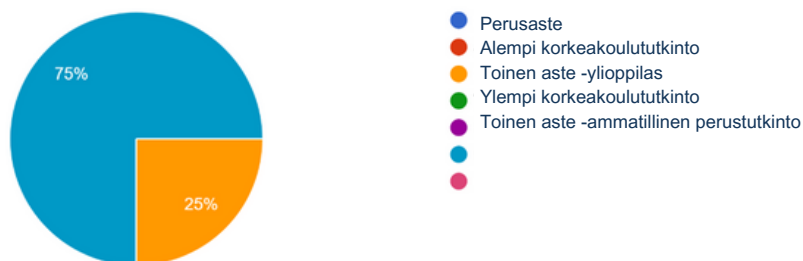 75%
25%
Perusaste
Alempi korkeakoulututkinto
Toinen aste -ylioppilas
Ylempi korkeakoulututkinto
Toinen aste -ammatillinen perustutkinto